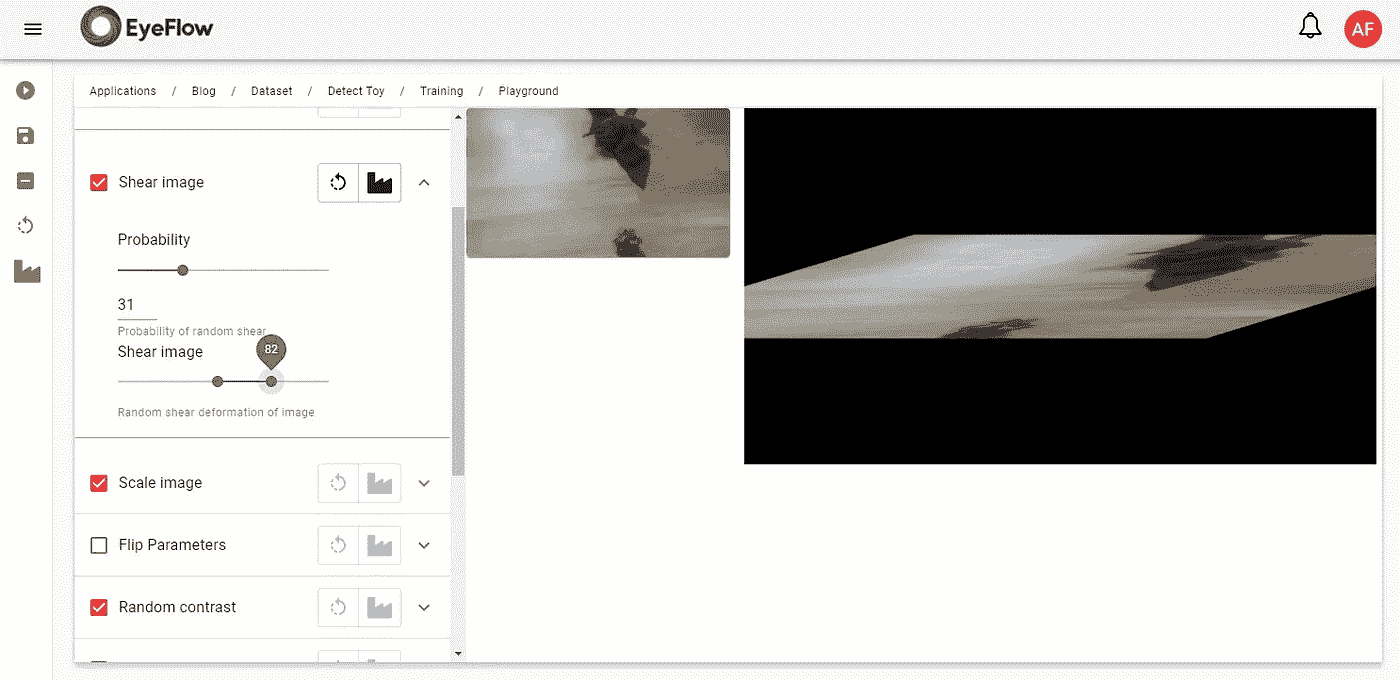 EyeFlow
AF
Applications / Blog / Dataset / Detect Toy / Training / Playground
Shear image
Probability
31
Probability of random shear
Shear image
82
Random shear deformation of image
Scale image
Flip Parameters
Random contrast